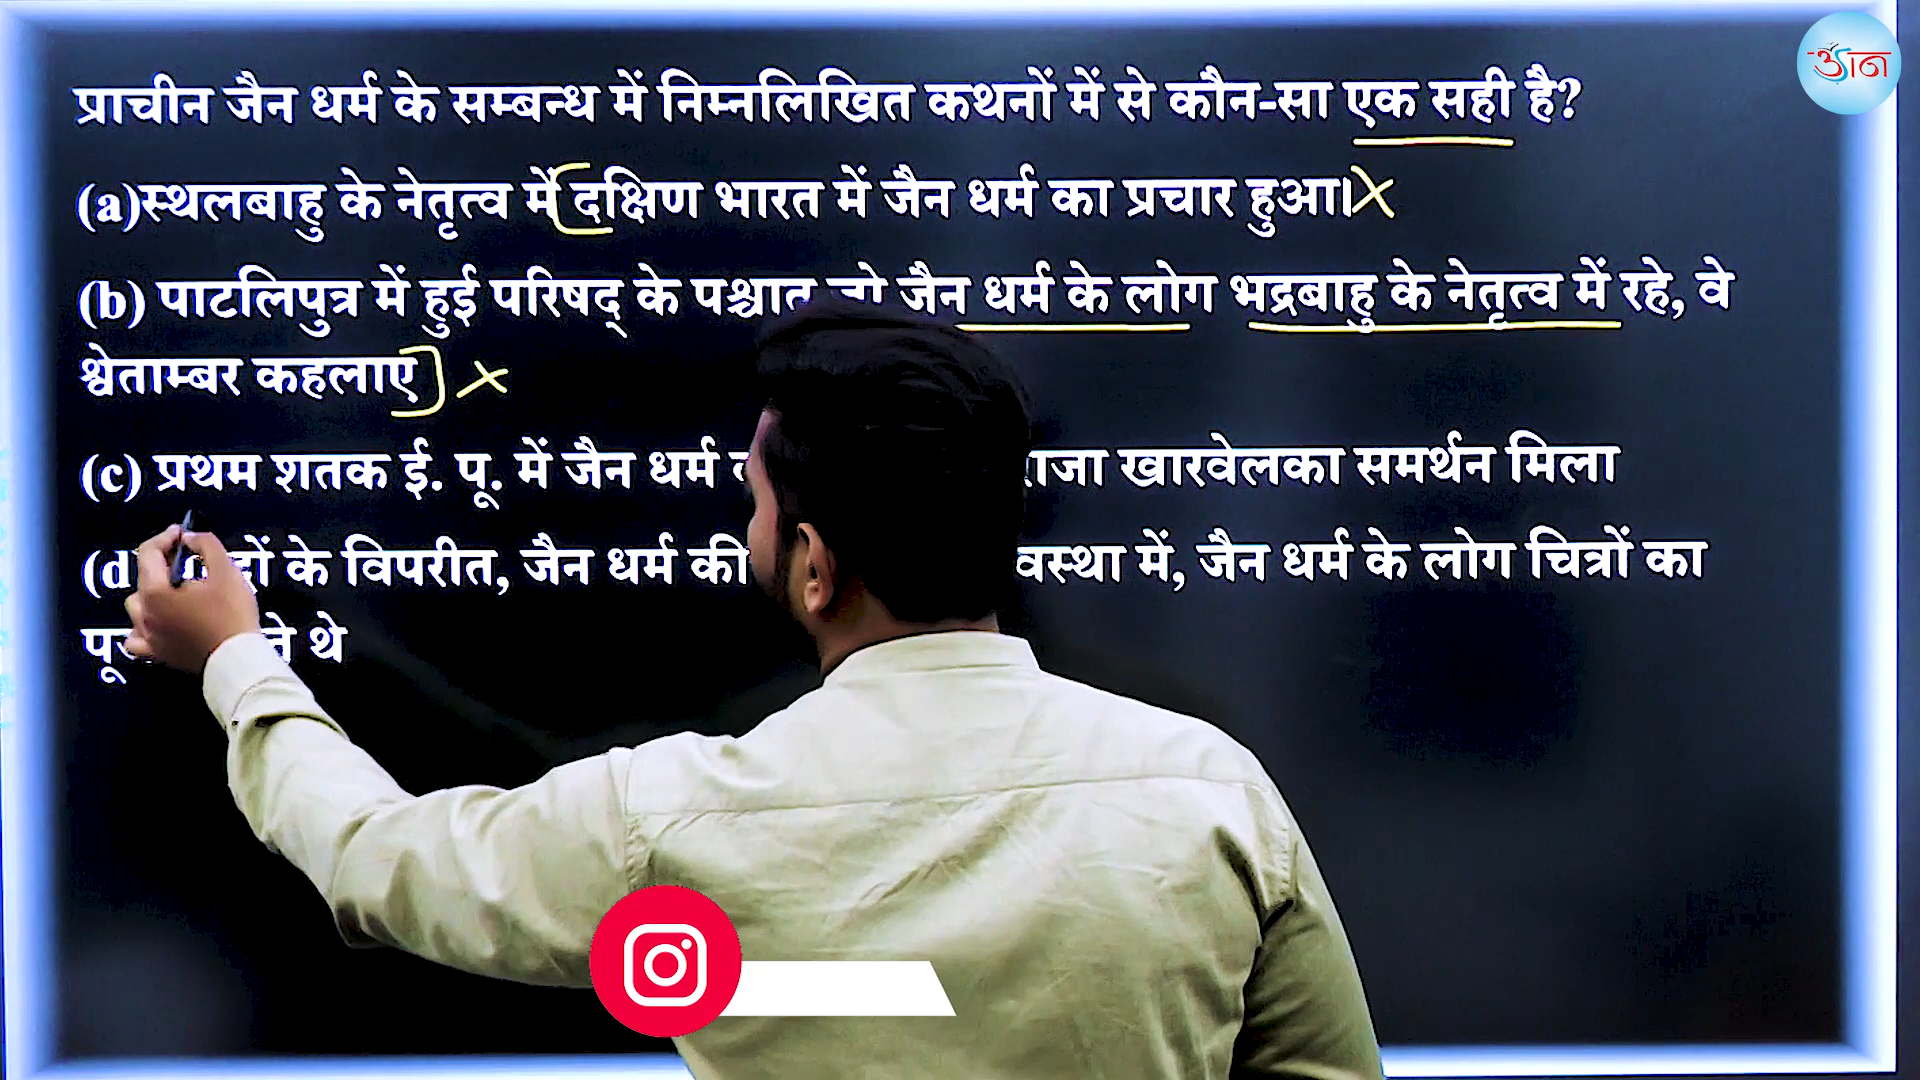 प्राचीन जैन धर्म के सम्बन्ध में निम्नलिखित कथनों में से कौन-सा एक सही है?
(a)स्थलबाहु के नेतृत्व में दक्षिण भारत में जैन धर्म का प्रचार हुआ।
(b) पाटलिपुत्र में हुई परिषद् के पश्चात जैन धर्म के लोग भद्रबाहु के नेतृत्व में रहे, वे
श्वेताम्बर कहलाए
(c) प्रथम शतक ई. पू. में जैन धर्म खारवेलका समर्थन मिला
(d) के विपरीत, जैन धर्म की में, जैन धर्म के लोग चित्रों का
थे